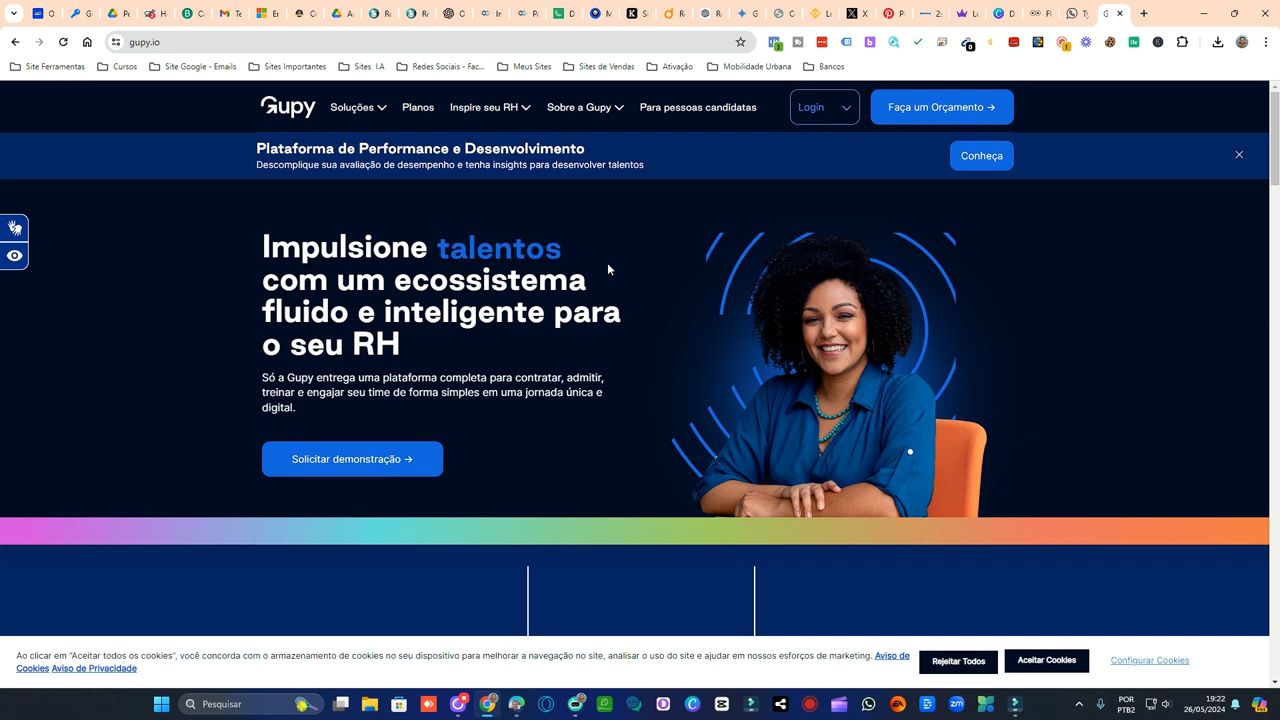 gupy.io
Site Ferramentas
Cursos
Site Google - Emails
Sites Importantes
Sites I.A
Redes Sociais - Fac...
Meus Sites
Sites de Vendas
Ativação
Mobilidade Urbana
Bancos
Gupy
Soluções
Planos
Inspire seu RH
Sobre a Gupy
Para pessoas candidatas
Login
Faça um Orçamento →
Plataforma de Performance e Desenvolvimento
Descomplique sua avaliação de desempenho e tenha insights para desenvolver talentos
Conheça
Impulsione talentos
com um ecossistema
fluido e inteligente para
o seu RH
Só a Gupy entrega uma plataforma completa para contratar, admitir,
treinar e engajar seu time de forma simples em uma jornada única e
digital.
Solicitar demonstração →
Ao clicar em "Aceitar todos os cookies", você concorda com o armazenamento de cookies no seu dispositivo para melhorar a navegação no site, analisar o uso do site e ajudar em nossos esforços de marketing. Aviso de
Cookies Aviso de Privacidade
Rejeitar Todos
Aceitar Cookies
Configurar Cookies
Pesquisar
POR
PTB2
19:22
26/05/2024